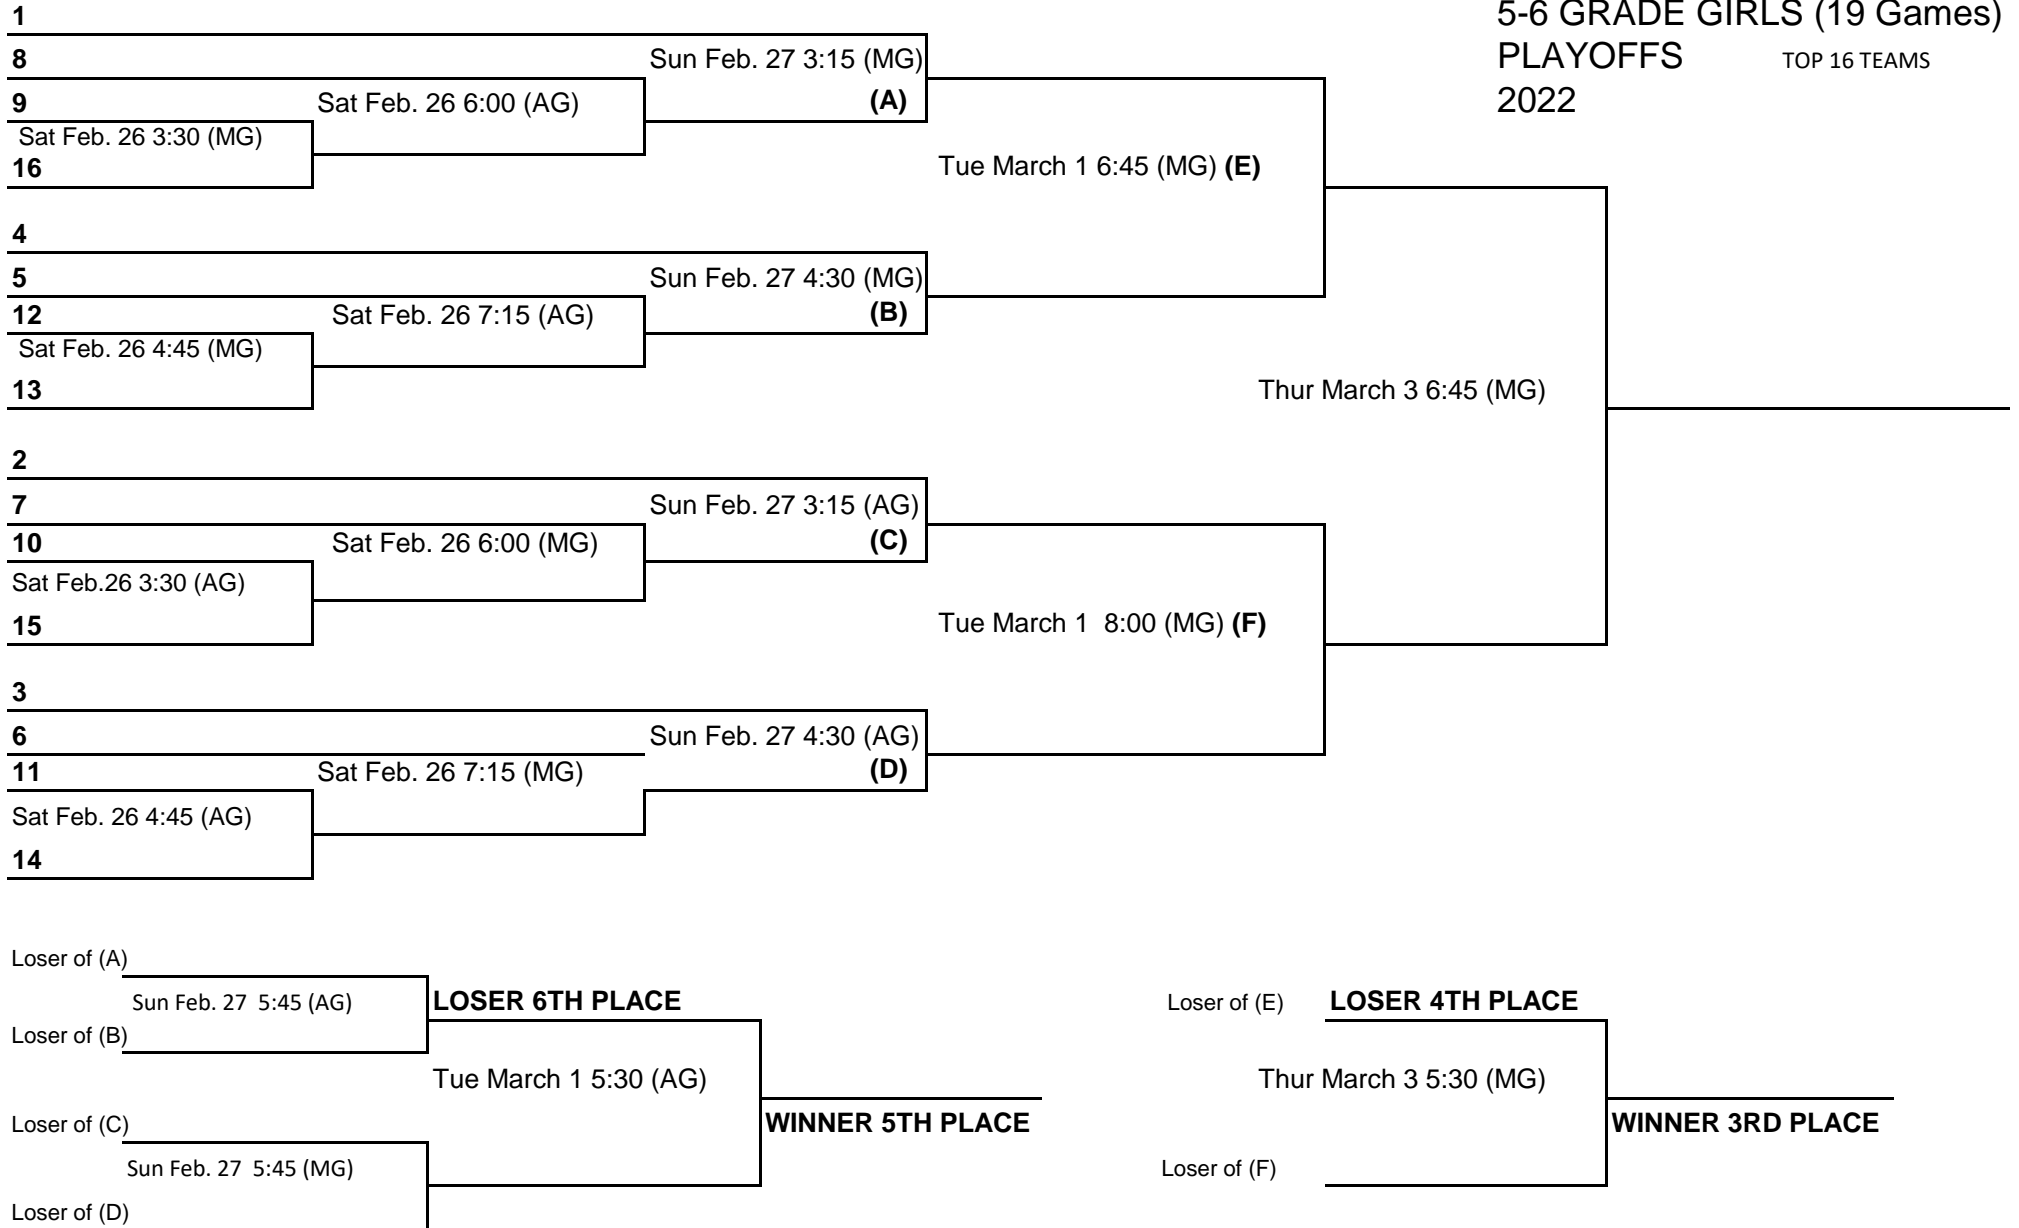 5-6 GRADE GIRLS (19 Games)
PLAYOFFS TOP 16 TEAMS
2022
1
8
Sun Feb. 27 3:15 (MG)
9
Sat Feb. 26 6:00 (AG)
(A)
Sat Feb. 26 3:30 (MG)
16
Tue March 1 6:45 (MG) (E)
4
5
Sun Feb. 27 4:30 (MG)
12
Sat Feb. 26 7:15 (AG)
(B)
Sat Feb. 26 4:45 (MG)
13
Thur March 3 6:45 (MG)
2
7
Sun Feb. 27 3:15 (AG)
10
Sat Feb. 26 6:00 (MG)
(C)
Sat Feb.26 3:30 (AG)
15
Tue March 1 8:00 (MG) (F)
3
6
Sun Feb. 27 4:30 (AG)
11
Sat Feb. 26 7:15 (MG)
(D)
Sat Feb. 26 4:45 (AG)
14
Loser of (A)
Sun Feb. 27 5:45 (AG)
LOSER 6TH PLACE
Loser of (B)
Tue March 1 5:30 (AG)
Loser of (C)
WINNER 5TH PLACE
Sun Feb. 27 5:45 (MG)
Loser of (D)
Loser of (E)
LOSER 4TH PLACE
Thur March 3 5:30 (MG)
WINNER 3RD PLACE
Loser of (F)